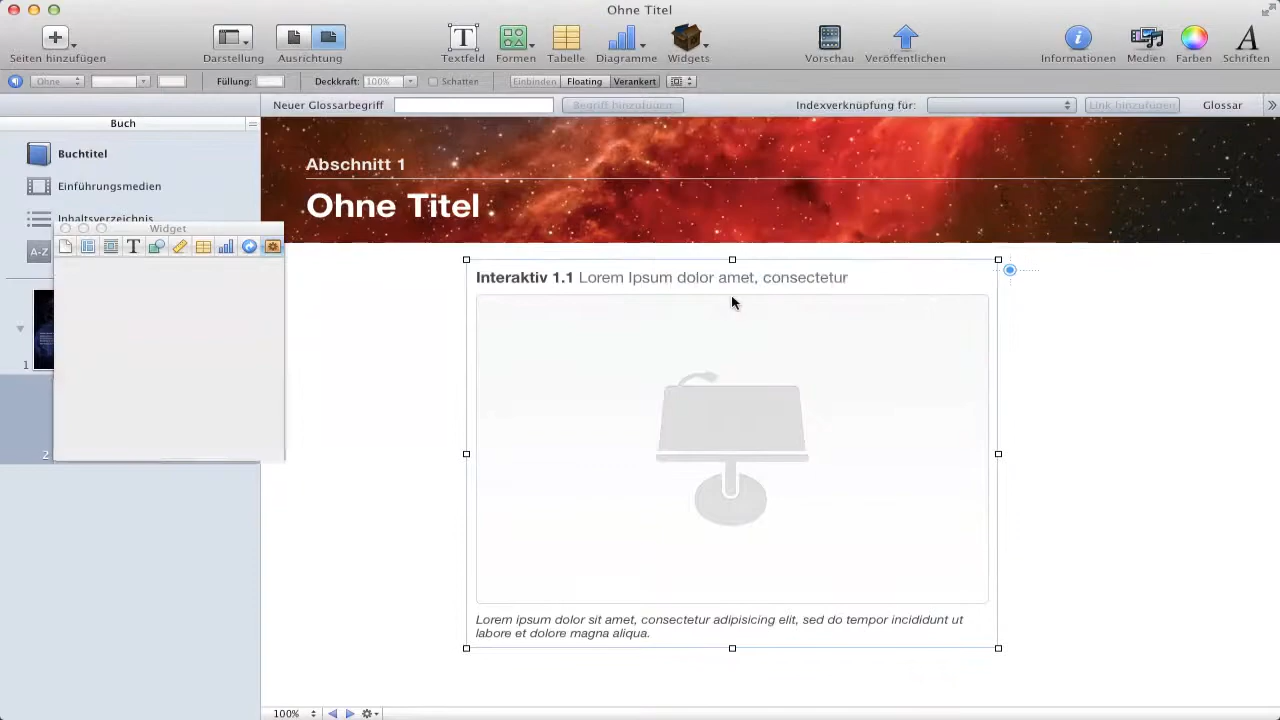 Ohne Titel
Seiten hinzufügen
Darstellung
Ausrichtung
Textfeld
Formen
Tabelle
Diagramme
Widgets
Vorschau
Veröffentlichen
Informationen
Medien
Farben
Schriften
Ohne
Füllung:
Deckkraft: 100%
Schatten
Einbinden
Floating
Verankert
Neuer Glossarbegriff
Begriff hinzufügen
Indexverknüpfung für:
Link hinzufügen
Glossar
Buch
Buchtitel
Einführungsmedien
Inhaltsverzeichnis
A-Z
Widget
1
2
Abschnitt 1
Ohne Titel
Interaktiv 1.1 Lorem Ipsum dolor amet, consectetur
Lorem ipsum dolor sit amet, consectetur adipisicing elit, sed do tempor incididunt ut
labore et dolore magna aliqua.
100%